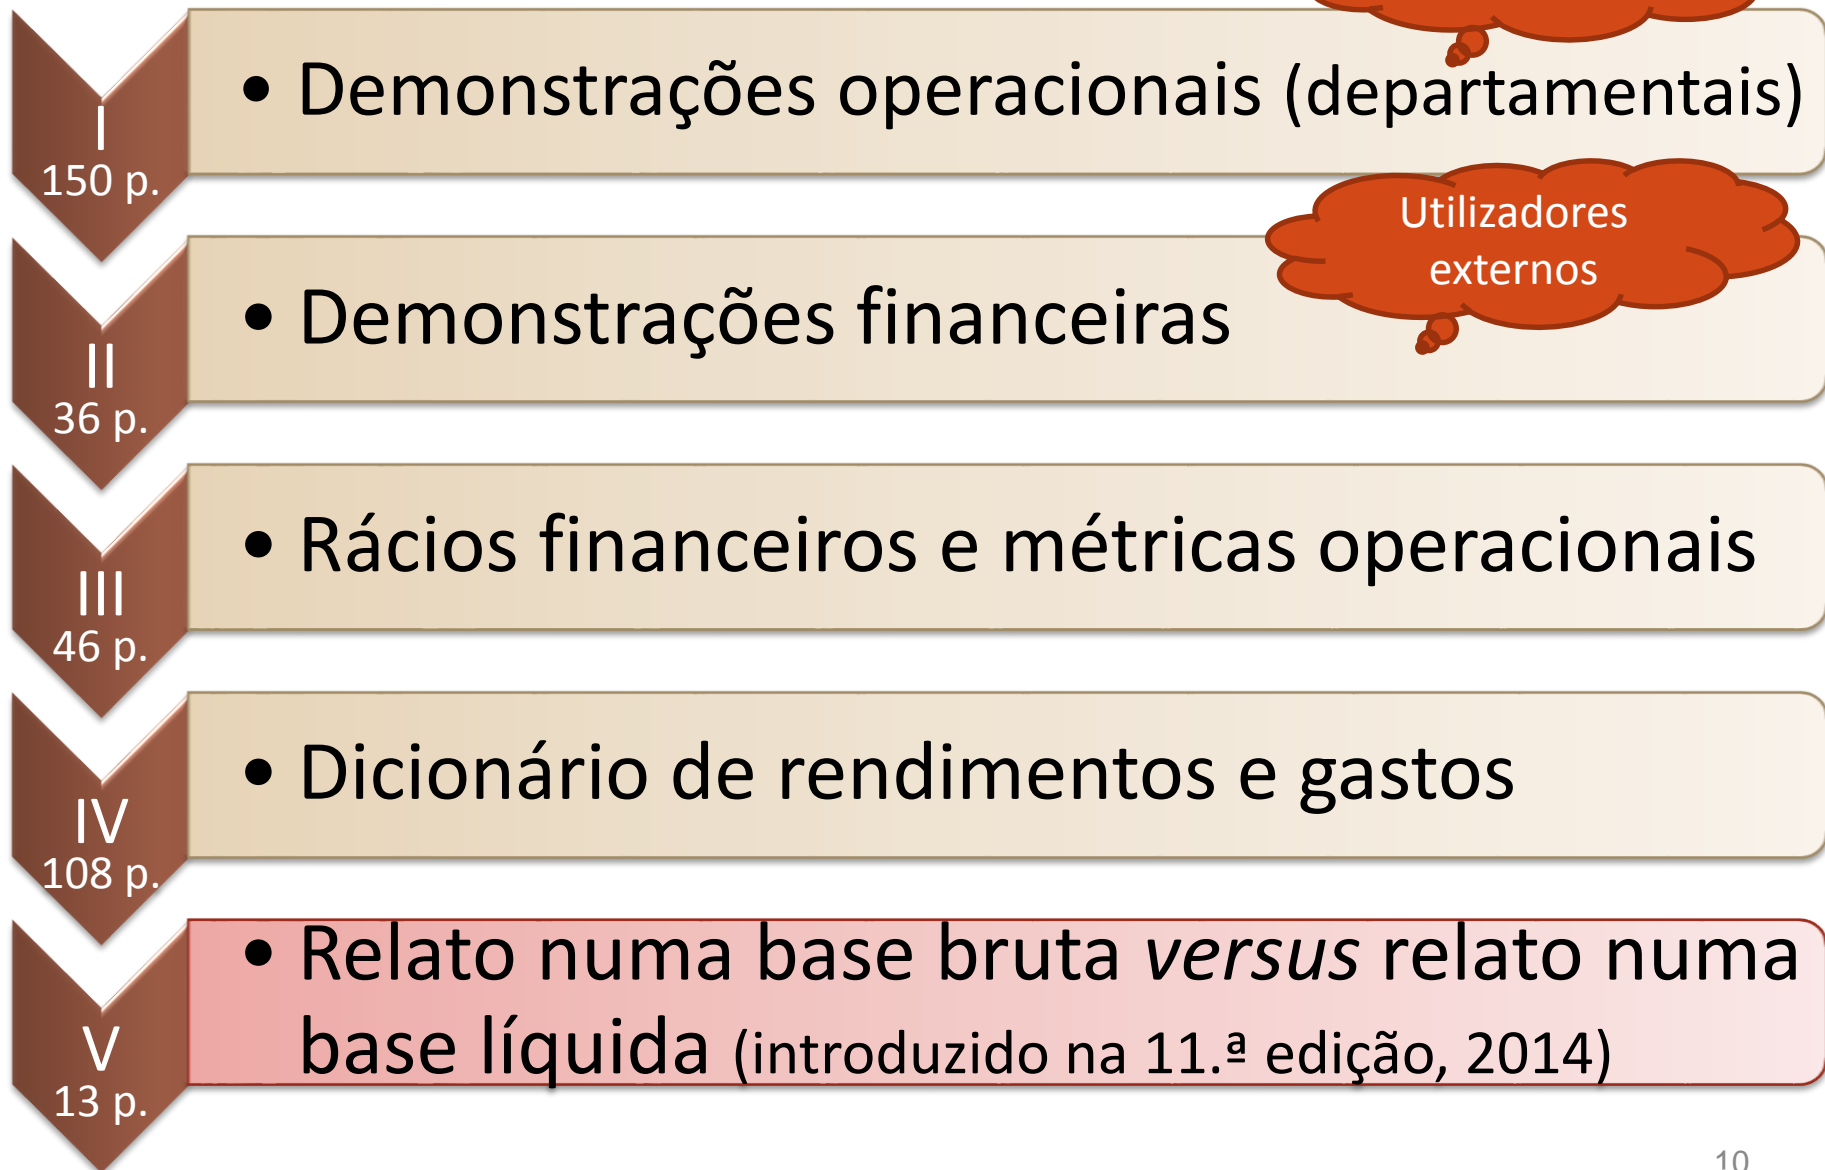 I
150 p.
• Demonstrações operacionais (departamentais)
Utilizadores
externos
II
36 p.
• Demonstrações financeiras
III
46 p.
• Rácios financeiros e métricas operacionais
IV
108 p.
• Dicionário de rendimentos e gastos
V
13 p.
• Relato numa base bruta versus relato numa
base líquida (introduzido na 11.ª edição, 2014)
10